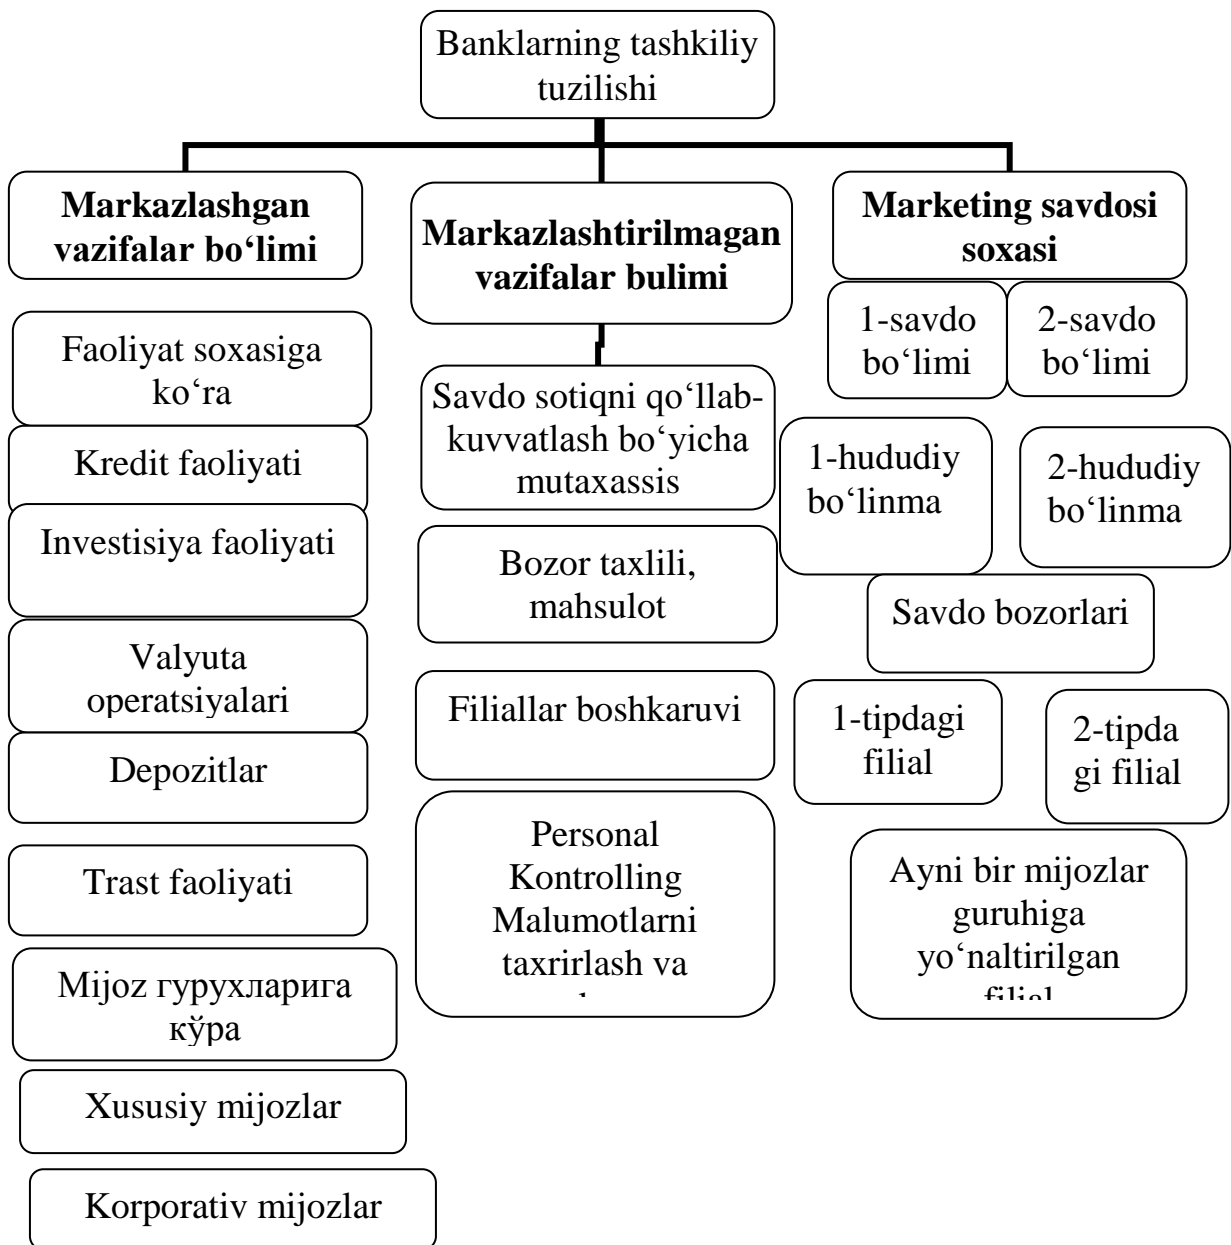 Banklarning tashkiliy
tuzilishi
Markazlashgan
vazifalar bo‘limi
Faoliyat soxasiga
ko‘ra
Kredit faoliyati
Investisiya faoliyati
Valyuta
operatsiyalari
Depozitlar
Trast faoliyati
Mijoz гурухларига
кўра
Xususiy mijozlar
Korporativ mijozlar
Markazlashtirilmagan
vazifalar bulimi
Savdo sotiqni qo‘llab-
kuvvatlash bo‘yicha
mutaxassis
Bozor taxlili,
mahsulot
Filiallar boshkaruvi
Personal
Kontrolling
Malumotlarni
taxrirlash va
Marketing savdosi
soxasi
1-savdo
bo‘limi
2-savdo
bo‘limi
1-hududiy
bo‘linma
2-hududiy
bo‘linma
Savdo bozorlari
1-tipdagi
filial
2-tipda
gi filial
Ayni bir mijozlar
guruhiga
yo‘naltirilgan
filial